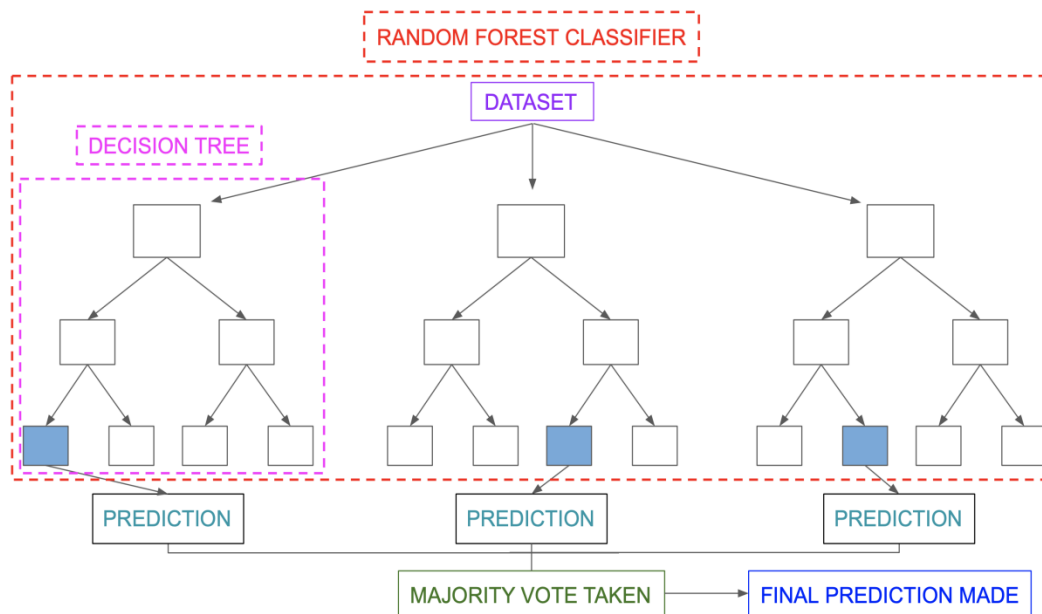 RANDOM FOREST CLASSIFIER
DATASET
DECISION TREE
PREDICTION
PREDICTION
PREDICTION
MAJORITY VOTE TAKEN
FINAL PREDICTION MADE